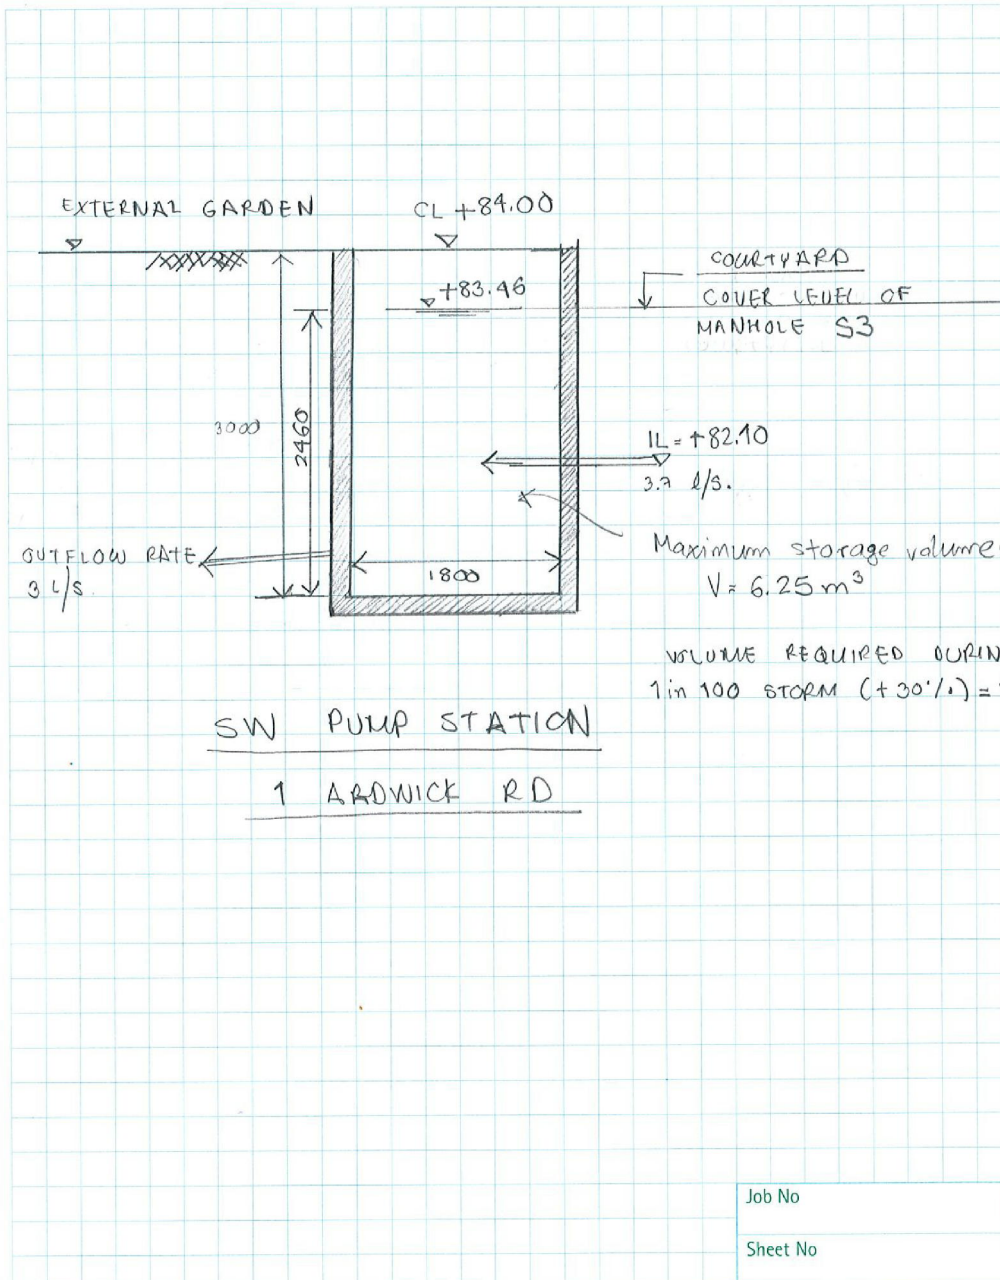 EXTERNAL GARDEN
CL +84.00
+83.46
COURTYARD
COVER LEVEL OF
MANHOLE S3
3000
2460
IL = +82.10
3.7 l/s.
OUTFLOW RATE
3 L/S
1800
Maximum storage volume
V = 6.25 m³
VOLUME REQUIRED DURIN
1 in 100 STORM (+30%) =
SW PUMP STATION
1 ARDWICK RD
Job No
Sheet No